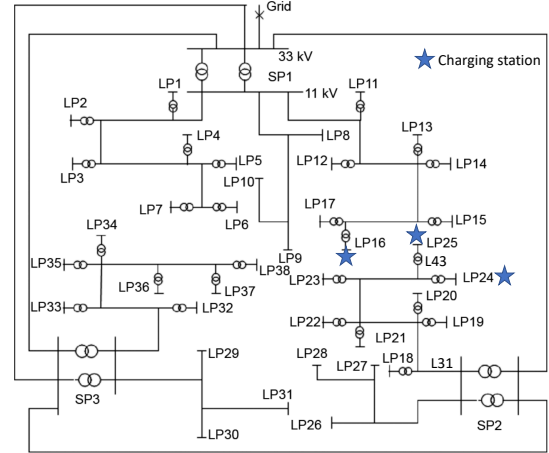 Grid
33 kV
SP1
11 kV
Charging station
LP1
LP2
LP3
LP4
LP5
LP6
LP7
LP8
LP9
LP10
LP11
LP12
LP13
LP14
LP15
LP16
LP17
LP25
L43
LP24
LP23
LP20
LP22
LP19
LP21
LP18
L31
LP34
LP35
LP36
LP37
LP38
LP33
LP32
LP29
LP30
LP31
LP28
LP27
LP26
SP3
SP2